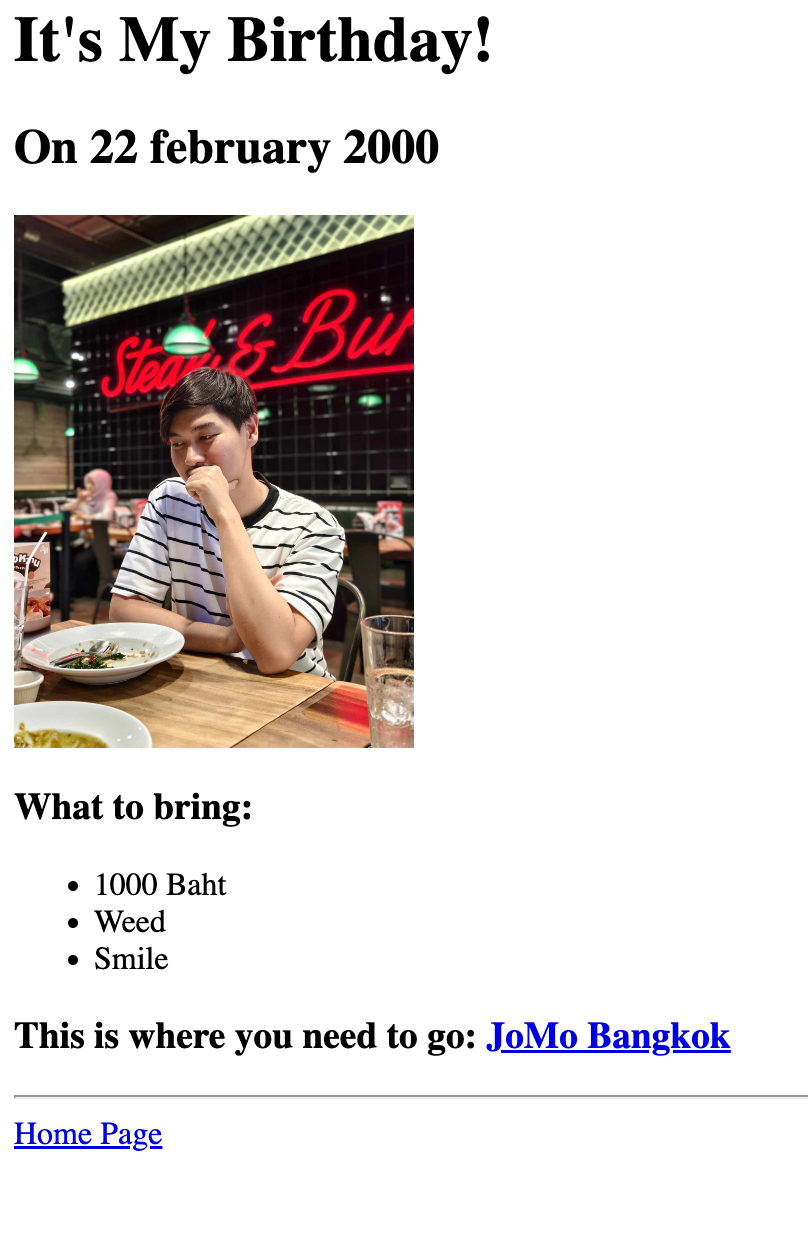 It's My Birthday!
On 22 february 2000
Steak & Bur
What to bring:
1000 Baht
Weed
Smile
This is where you need to go: JoMo Bangkok
Home Page